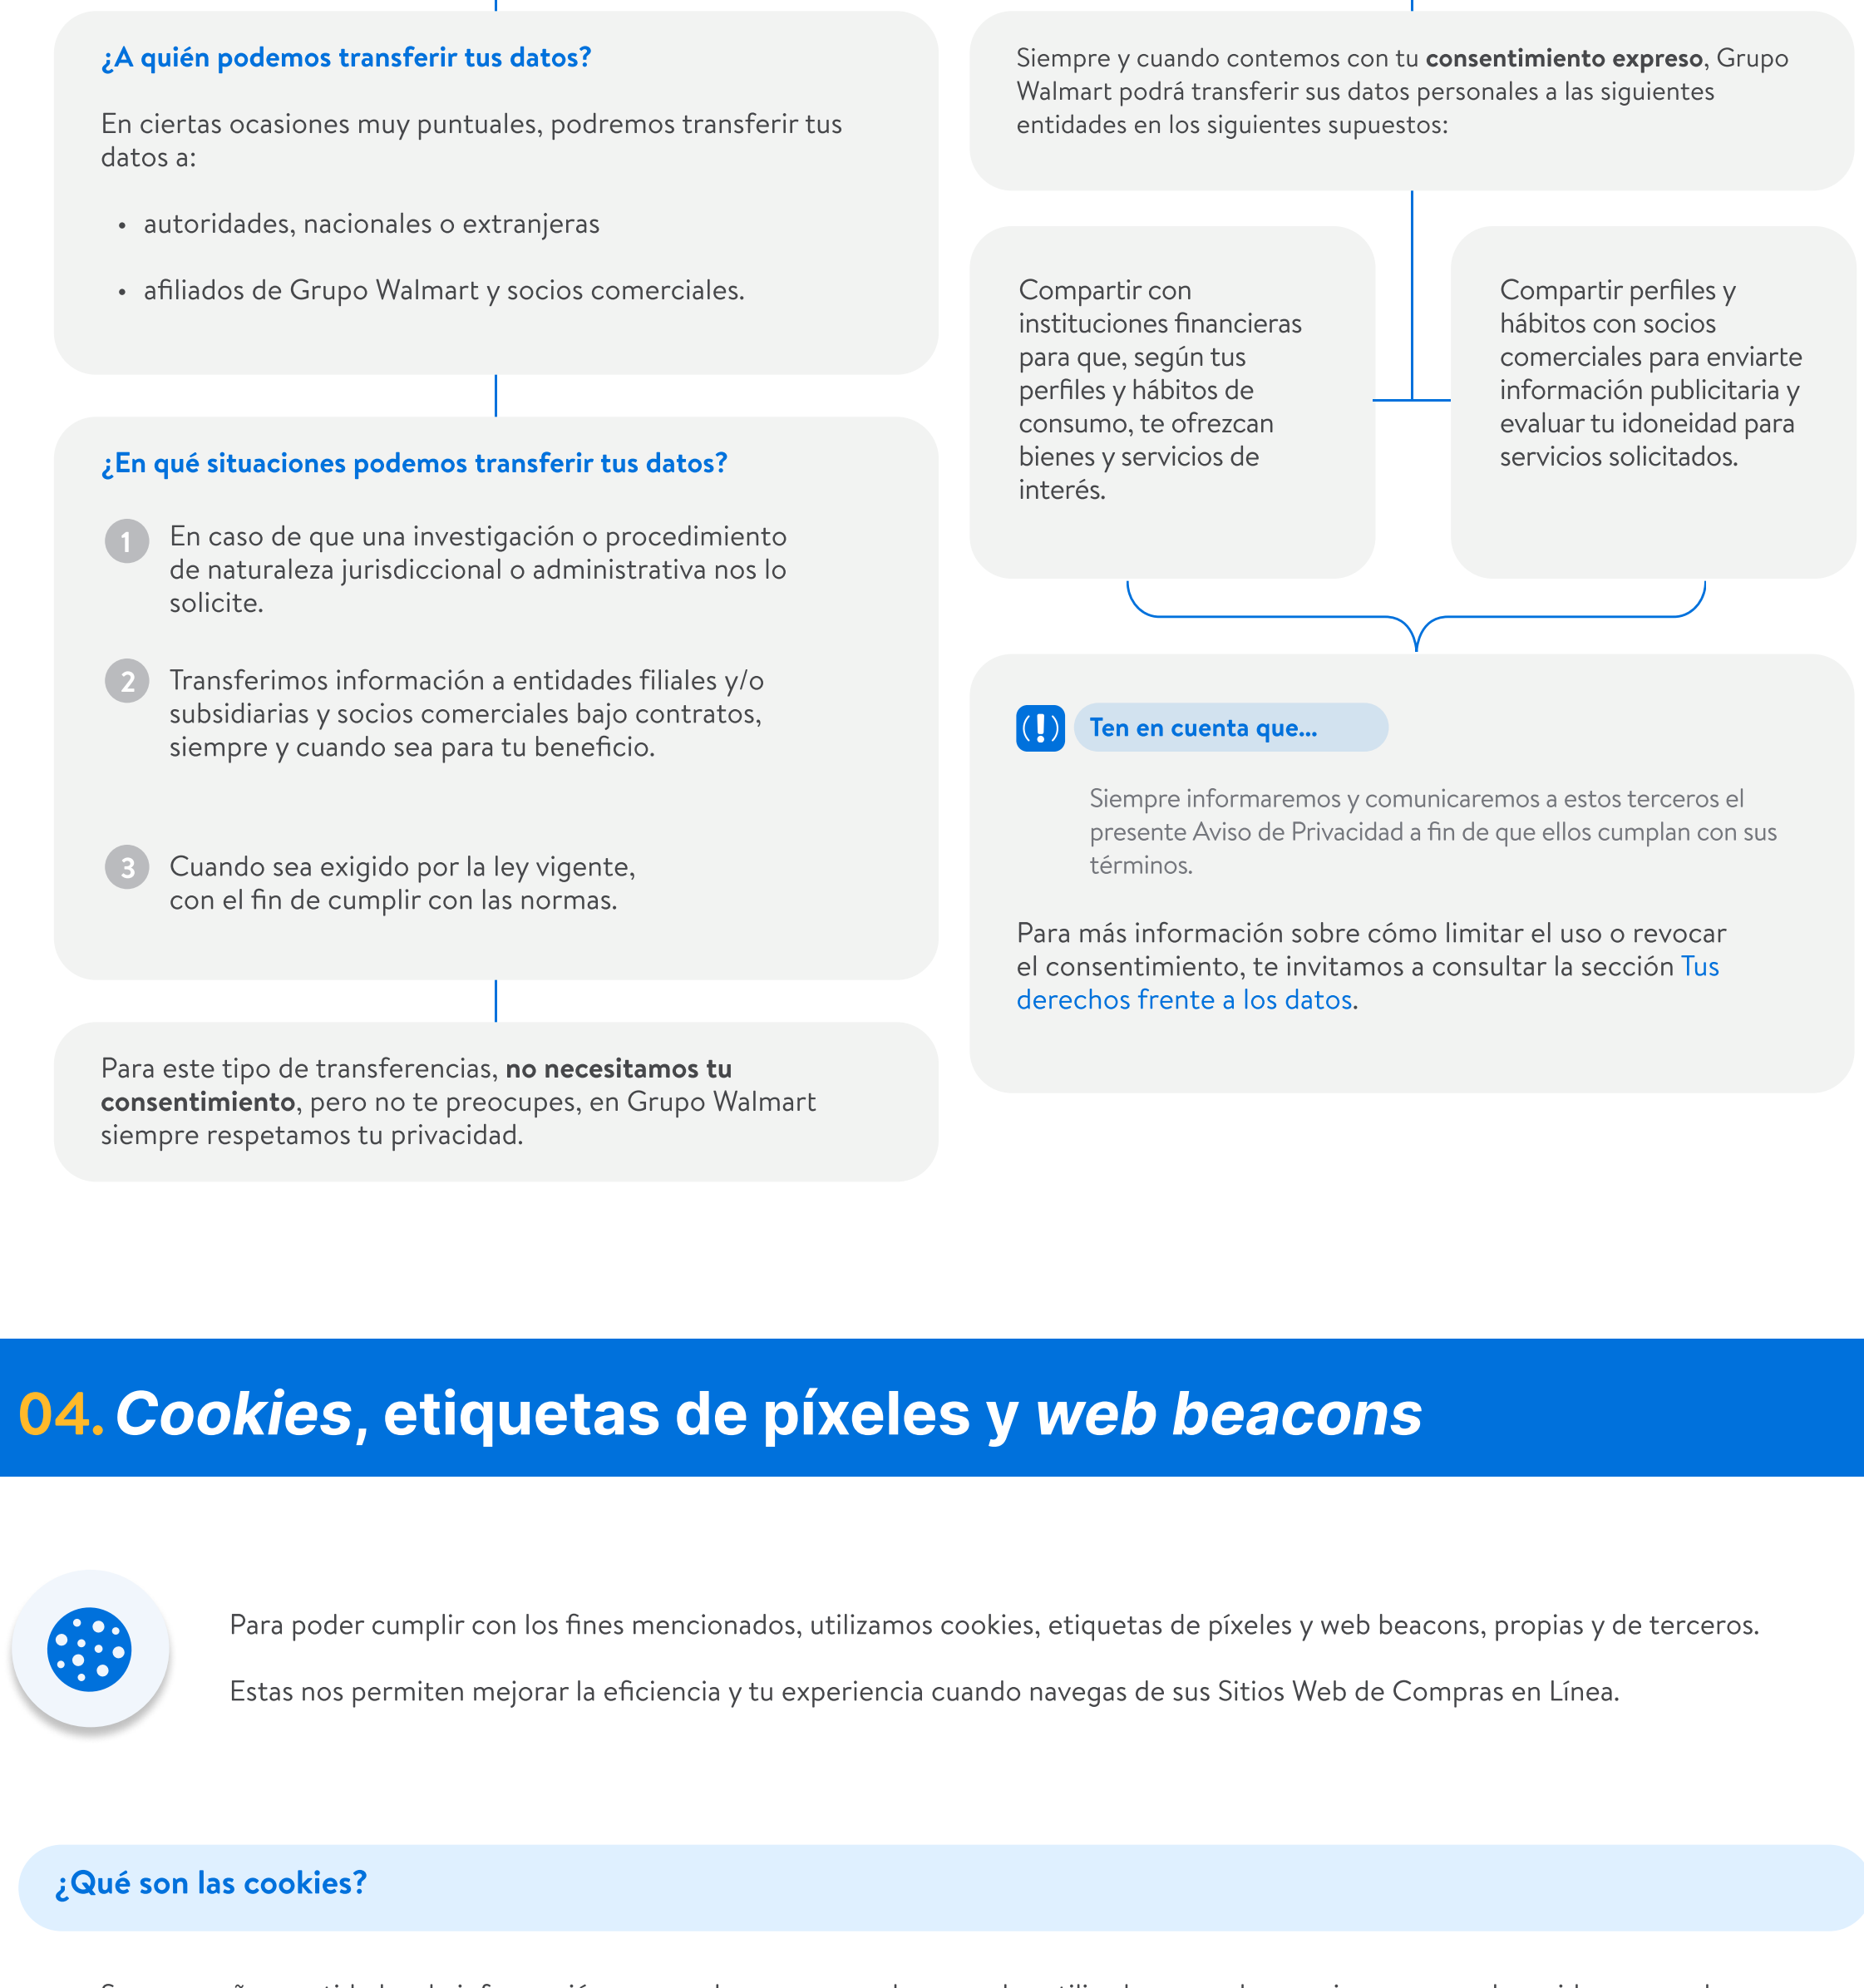 ¿A quién podemos transferir tus datos?
En ciertas ocasiones muy puntuales, podremos transferir tus
datos a:
• autoridades, nacionales o extranjeras
• afiliados de Grupo Walmart y socios comerciales.
¿En qué situaciones podemos transferir tus datos?
1 En caso de que una investigación o procedimiento
de naturaleza jurisdiccional o administrativa nos lo
solicite.
2 Transferimos información a entidades filiales y/o
subsidiarias y socios comerciales bajo contratos,
siempre y cuando sea para tu beneficio.
3 Cuando sea exigido por la ley vigente,
con el fin de cumplir con las normas.
Para este tipo de transferencias, no necesitamos tu
consentimiento, pero no te preocupes, en Grupo Walmart
siempre respetamos tu privacidad.
Siempre y cuando contemos con tu consentimiento expreso, Grupo
Walmart podrá transferir sus datos personales a las siguientes
entidades en los siguientes supuestos:
Compartir con
instituciones financieras
para que, según tus
perfiles y hábitos de
consumo, te ofrezcan
bienes y servicios de
interés.
Compartir perfiles y
hábitos con socios
comerciales para enviarte
información publicitaria y
evaluar tu idoneidad para
servicios solicitados.
(!) Ten en cuenta que...
Siempre informaremos y comunicaremos a estos terceros el
presente Aviso de Privacidad a fin de que ellos cumplan con sus
términos.
Para más información sobre cómo limitar el uso o revocar
el consentimiento, te invitamos a consultar la sección Tus
derechos frente a los datos.
04. Cookies, etiquetas de píxeles y web beacons
Para poder cumplir con los fines mencionados, utilizamos cookies, etiquetas de píxeles y web beacons, propias y de terceros.
Estas nos permiten mejorar la eficiencia y tu experiencia cuando navegas de sus Sitios Web de Compras en Línea.
¿Qué son las cookies?